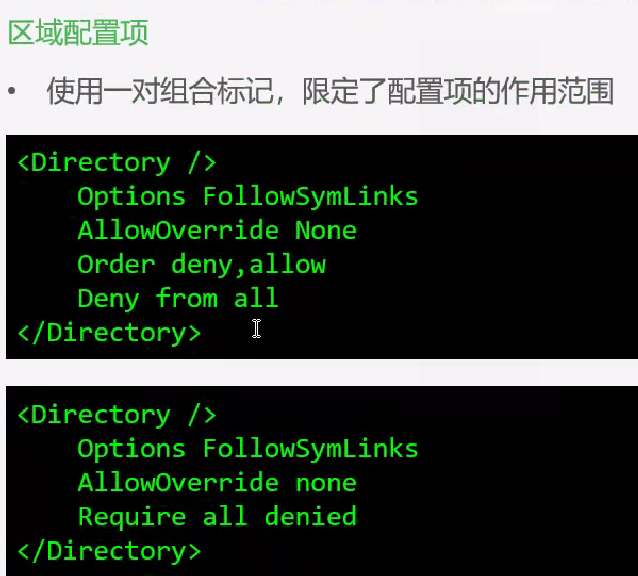 区域配置项
• 使用一对组合标记，限定了配置项的作用范围
<Directory />
    Options FollowSymLinks
    AllowOverride None
    Order deny,allow
    Deny from all
</Directory>
<Directory />
    Options FollowSymLinks
    AllowOverride none
    Require all denied
</Directory>